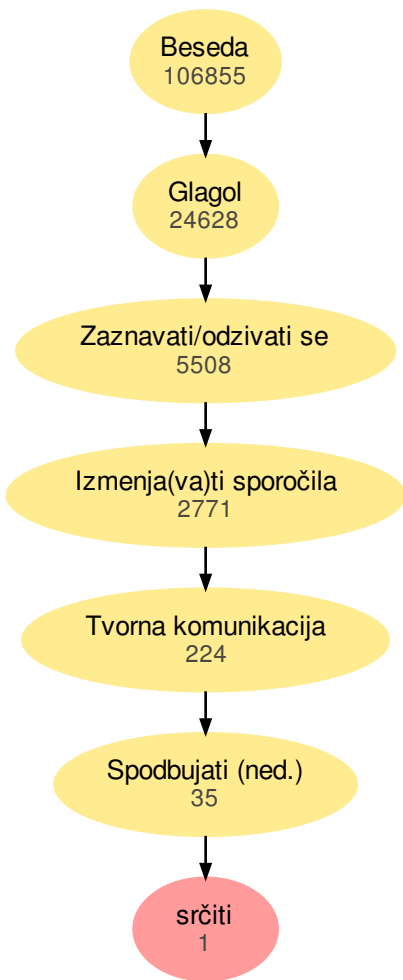 Beseda
106855
Glagol
24628
Zaznavati/odzivati se
5508
Izmenja(va)ti sporočila
2771
Tvorna komunikacija
224
Spodbujati (ned.)
35
srčiti
1